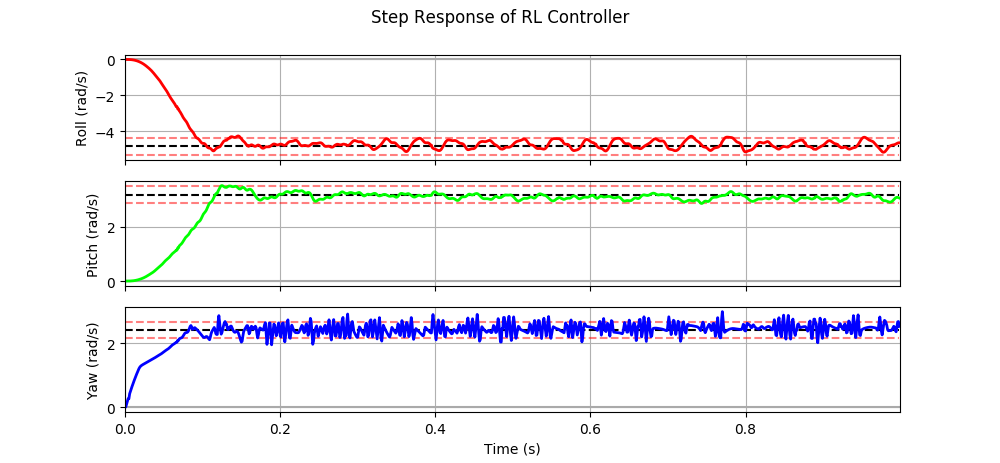 Step Response of RL Controller
Roll (rad/s)
0
−2
−4
Pitch (rad/s)
2
0
Yaw (rad/s)
2
0
0.0 0.2 0.4 0.6 0.8
Time (s)